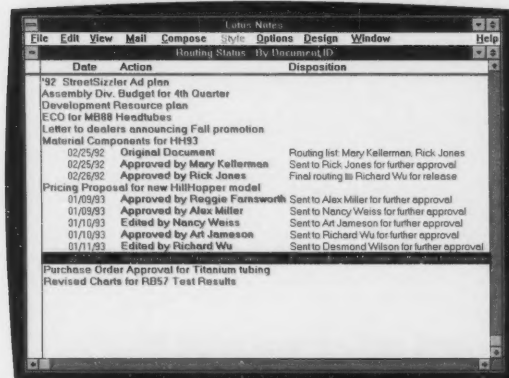 Lotus Notes
File Edit View Mail Compose Style Options Design Window Help
Routing Status - By Document ID
Date Action Disposition
'92 StreetSizzler Ad plan
Assembly Div. Budget for 4th Quarter
Development Resource plan
ECO for MB88 Headtubes
Letter to dealers announcing Fall promotion
Material Components for HH93
02/25/92 Original Document Routing list: Mary Kellerman, Rick Jones
02/25/92 Approved by Mary Kellerman Sent to Rick Jones for further approval
02/26/92 Approved by Rick Jones Final routing to Richard Wu for release
Pricing Proposal for new HillHopper model
01/09/93 Approved by Reggie Farnsworth Sent to Alex Miller for further approval
01/09/93 Approved by Alex Miller Sent to Nancy Weiss for further approval
01/10/93 Edited by Nancy Weiss Sent to Art Jameson for further approval
01/10/93 Approved by Art Jameson Sent to Richard Wu for further approval
01/11/93 Edited by Richard Wu Sent to Desmond Wilson for further approval
Purchase Order Approval for Titanium tubing
Revised Charts for RB57 Test Results